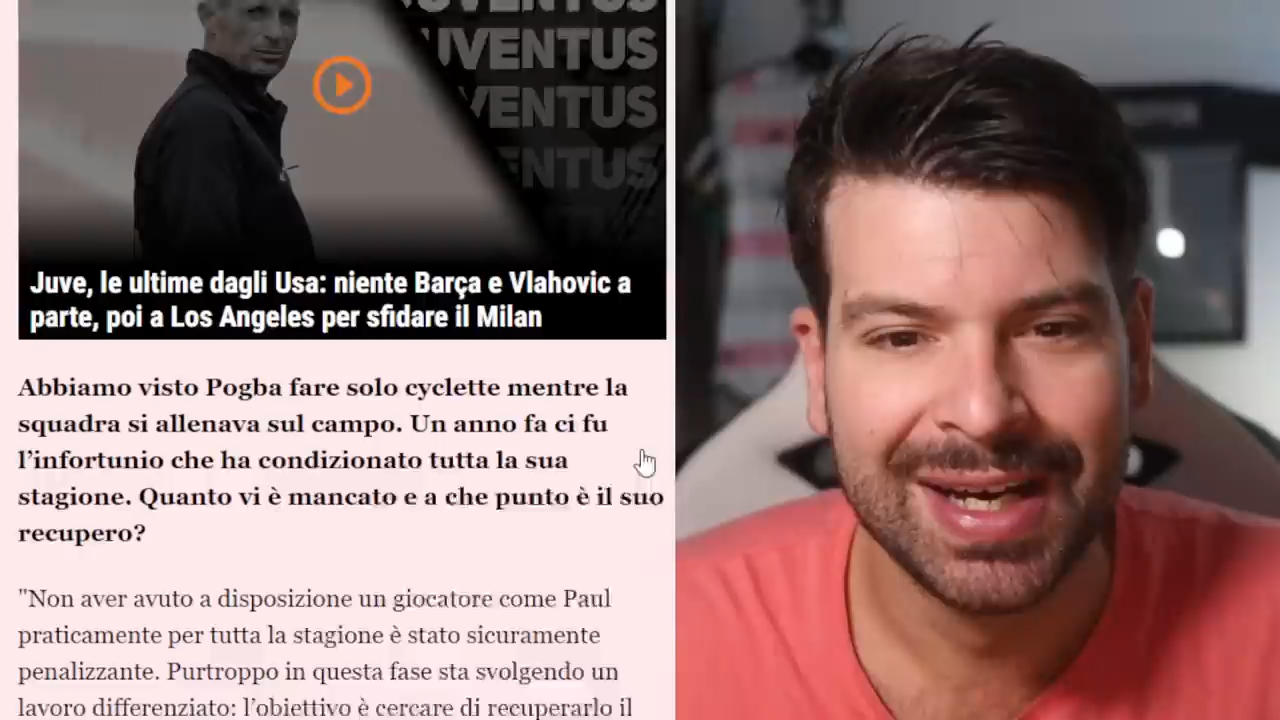 JUVENTUS
JUVENTUS
VENTUS
ENTUS
Juve, le ultime dagli Usa: niente Barça e Vlahovic a
parte, poi a Los Angeles per sfidare il Milan
Abbiamo visto Pogba fare solo cyclette mentre la
squadra si allenava sul campo. Un anno fa ci fu
l’infortunio che ha condizionato tutta la sua
stagione. Quanto vi è mancato e a che punto è il suo
recupero?
"Non aver avuto a disposizione un giocatore come Paul
praticamente per tutta la stagione è stato sicuramente
penalizzante. Purtroppo in questa fase sta svolgendo un
lavoro differenziato: l’obiettivo è cercare di recuperarlo il